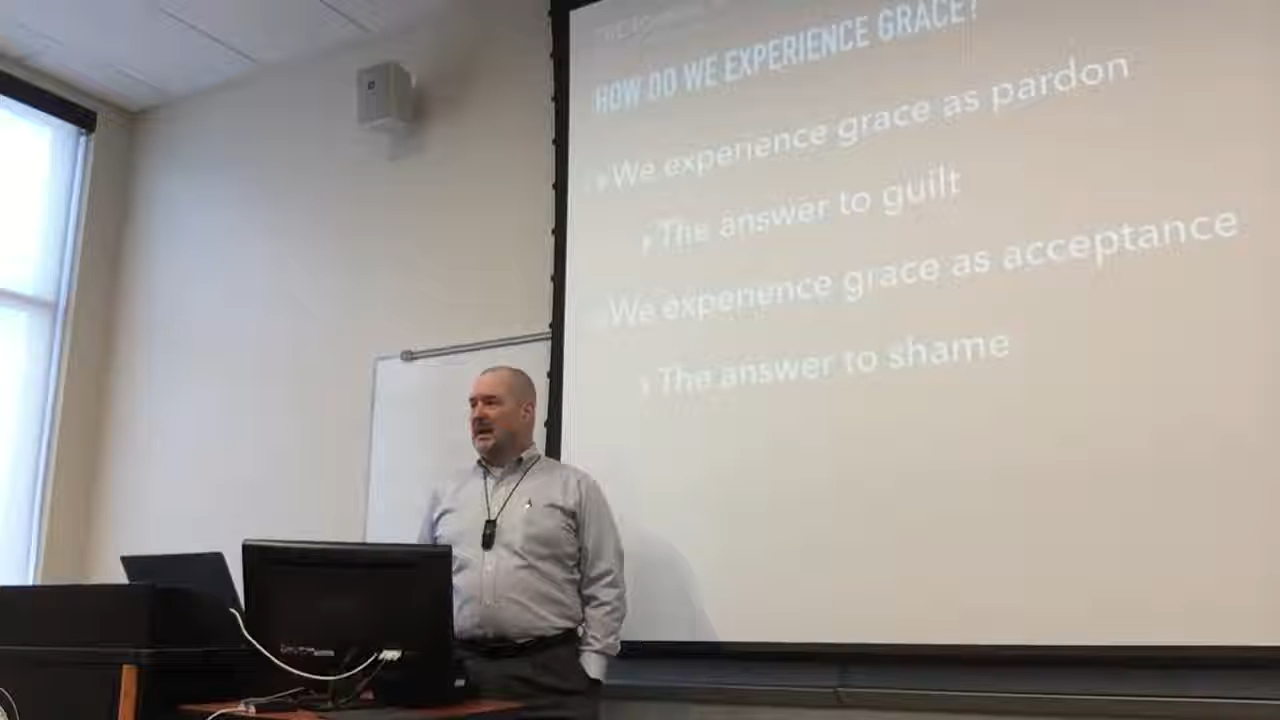 HOW DO WE EXPERIENCE GRACE?
We experience grace as pardon
The answer to guilt
We experience grace as acceptance
The answer to shame